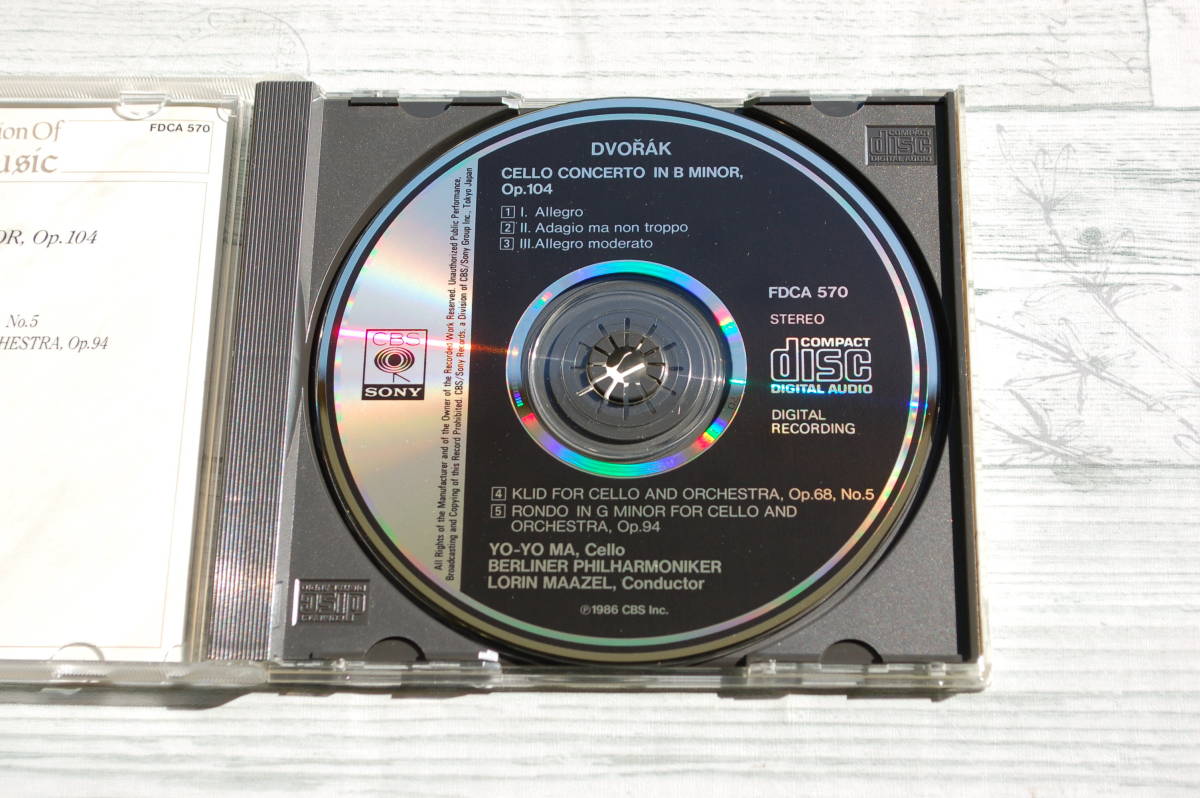 ion Of
usic
FDCA 570
OR, Op.104
No.5
HESTRA, Op.94
COMPACT
disc
DIGITAL AUDIO
DVOŘÁK
CELLO CONCERTO IN B MINOR,
Op.104
1 I. Allegro
2 II. Adagio ma non troppo
3 III.Allegro moderato
All Rights of the Manufacturer and of the Owner of the Recorded Work Reserved. Unauthorized Public Performance,
Broadcasting and Copying of this Record Prohibited. CBS/Sony Records, a Division of CBS/Sony Group Inc., Tokyo Japan
CBS
SONY
FDCA 570
STEREO
COMPACT
disc
DIGITAL AUDIO
DIGITAL
RECORDING
4 KLID FOR CELLO AND ORCHESTRA, Op.68, No.5
5 RONDO IN G MINOR FOR CELLO AND
ORCHESTRA, Op.94
YO-YO MA, Cello
BERLINER PHILHARMONIKER
LORIN MAAZEL, Conductor
℗1986 CBS Inc.
COMPACT
disc
DIGITAL AUDIO